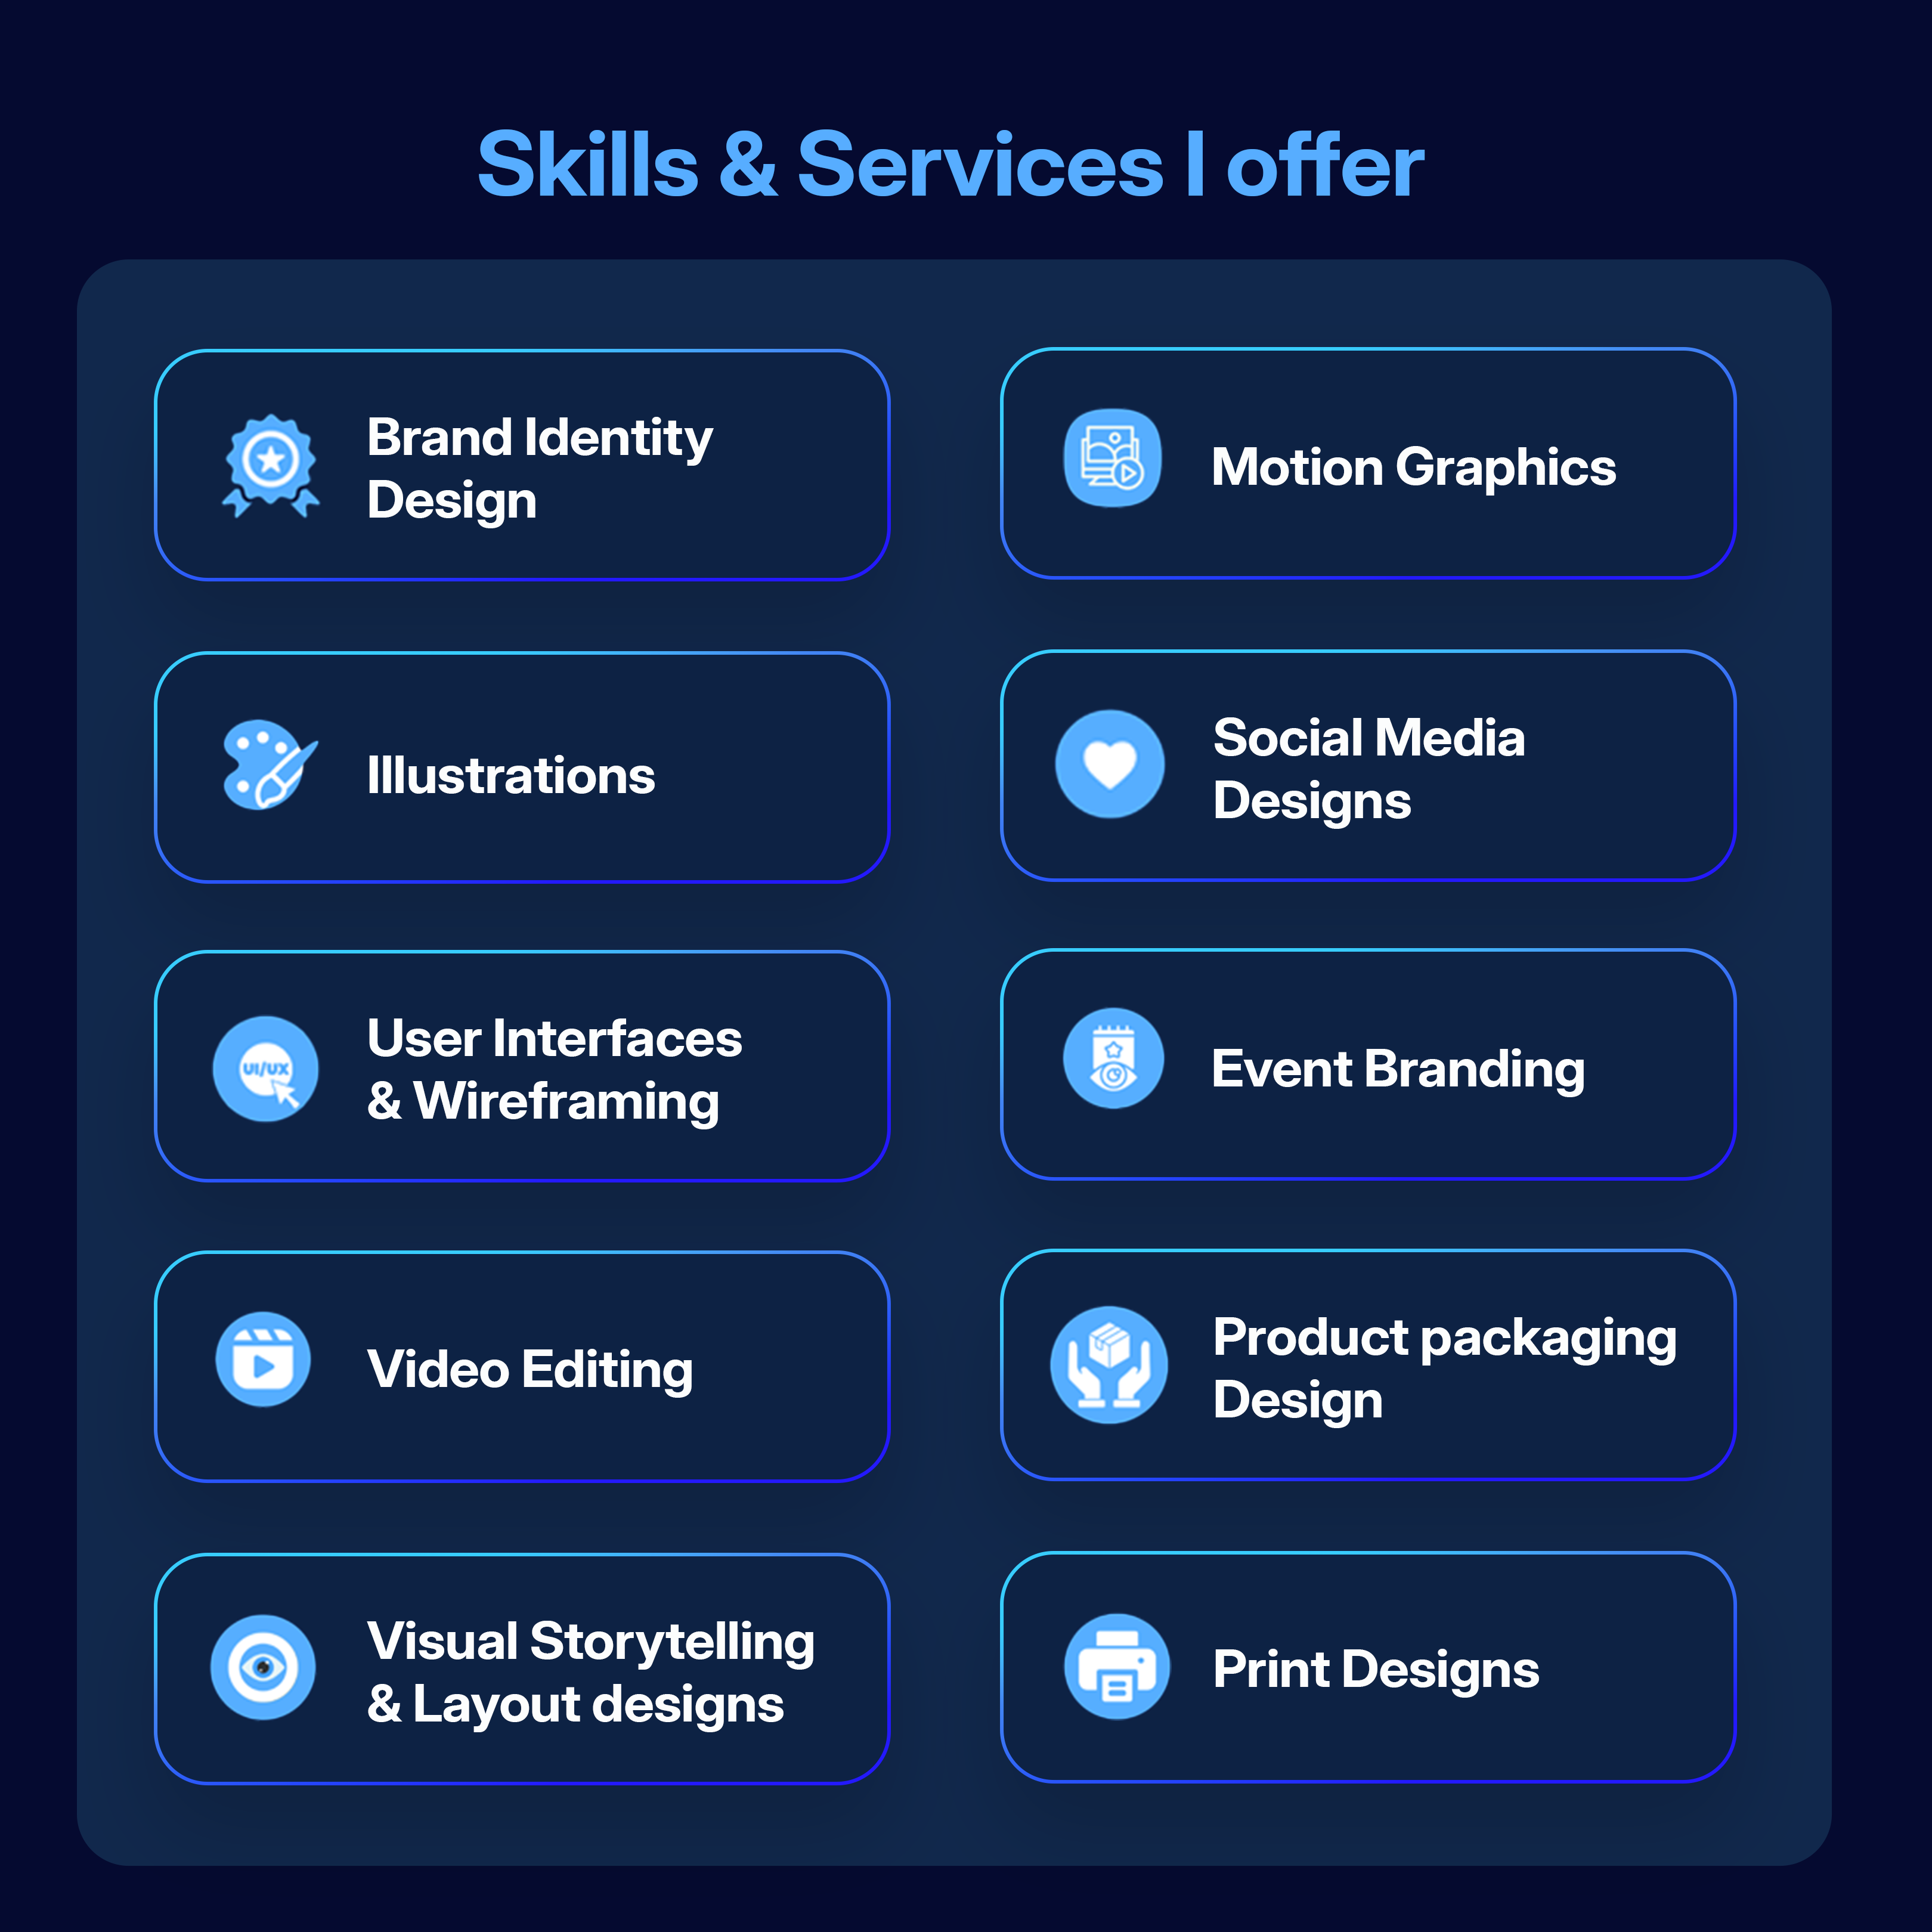 Skills & Services I offer
Brand Identity
Design
Motion Graphics
Illustrations
Social Media
Designs
UI/UX
User Interfaces
& Wireframing
Event Branding
Video Editing
Product packaging
Design
Visual Storytelling
& Layout designs
Print Designs